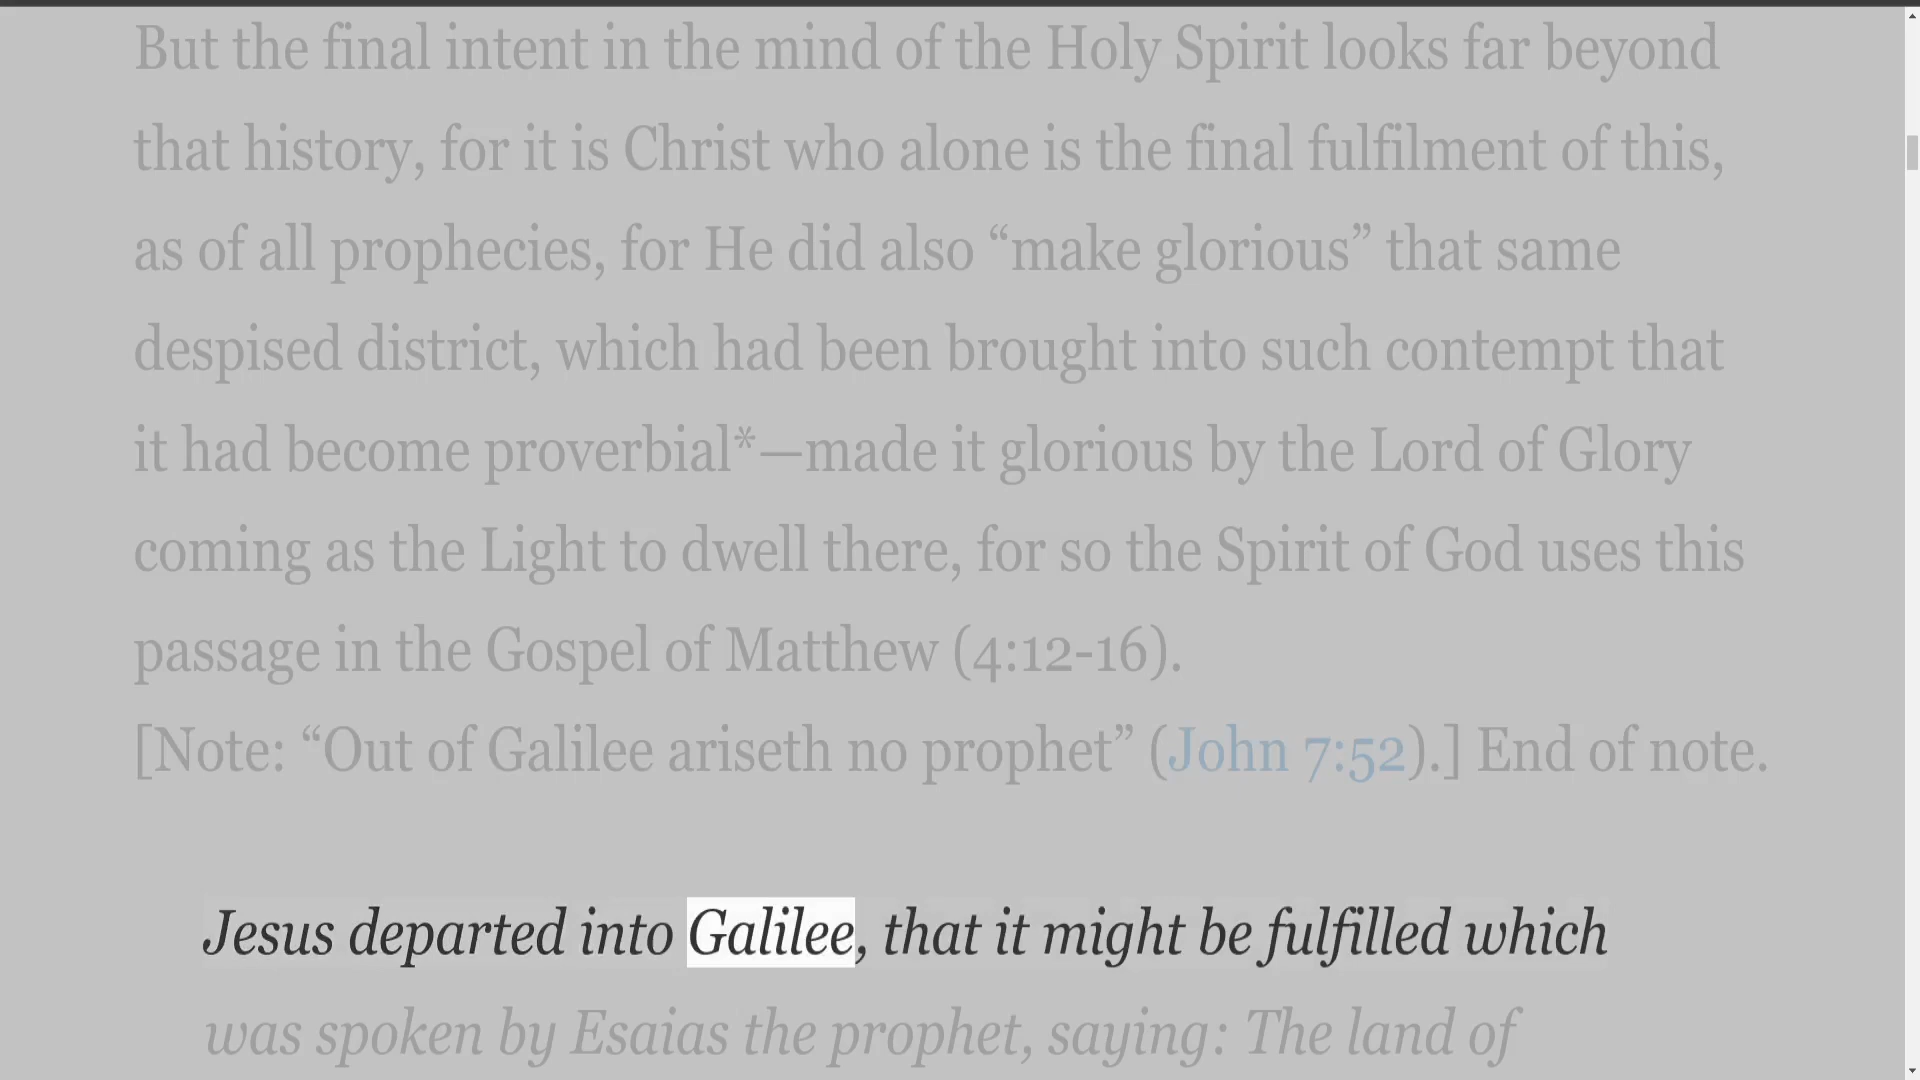 But the final intent in the mind of the Holy Spirit looks far beyond
that history, for it is Christ who alone is the final fulfilment of this,
as of all prophecies, for He did also “make glorious” that same
despised district, which had been brought into such contempt that
it had become proverbial*—made it glorious by the Lord of Glory
coming as the Light to dwell there, for so the Spirit of God uses this
passage in the Gospel of Matthew (4:12-16).
[Note: “Out of Galilee ariseth no prophet” (John 7:52).] End of note.
Jesus departed into Galilee, that it might be fulfilled which
was spoken by Esaias the prophet, saying: The land of